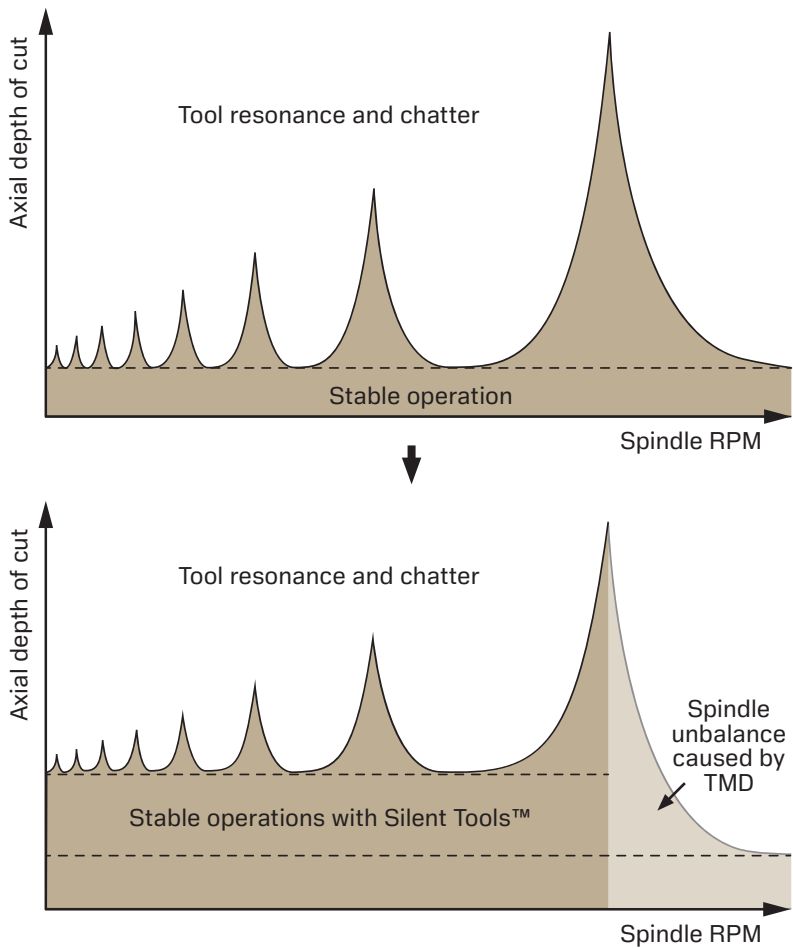 Axial depth of cut
Tool resonance and chatter
Stable operation
Spindle RPM
Axial depth of cut
Tool resonance and chatter
Spindle
unbalance
caused by
TMD
Stable operations with Silent Tools™
Spindle RPM